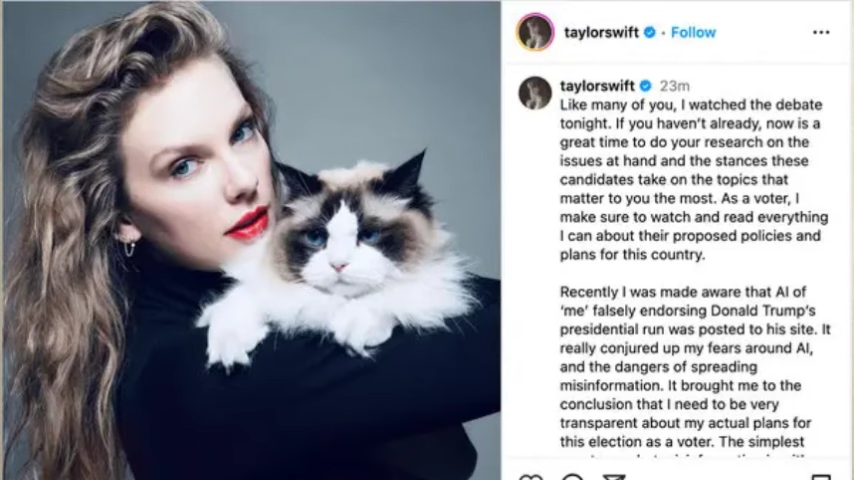 taylorswift • Follow
taylorswift 23m
Like many of you, I watched the debate
tonight. If you haven’t already, now is a
great time to do your research on the
issues at hand and the stances these
candidates take on the topics that
matter to you the most. As a voter, I
make sure to watch and read everything
I can about their proposed policies and
plans for this country.
Recently I was made aware that AI of
‘me’ falsely endorsing Donald Trump’s
presidential run was posted to his site. It
really conjured up my fears around AI,
and the dangers of spreading
misinformation. It brought me to the
conclusion that I need to be very
transparent about my actual plans for
this election as a voter. The simplest